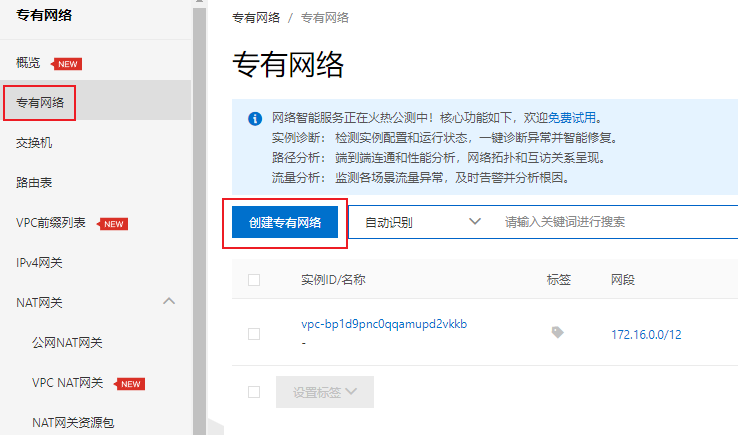 专有网络
概览 NEW
专有网络
交换机
路由表
VPC前缀列表 NEW
IPv4网关
NAT网关
公网NAT网关
VPC NAT网关 NEW
NAT网关资源包
专有网络 / 专有网络
专有网络
网络智能服务正在火热公测中！核心功能如下，欢迎免费试用。
实例诊断： 检测实例配置和运行状态，一键诊断异常并智能修复。
路径分析： 端到端连通和性能分析，网络拓扑和互访关系呈现。
流量分析： 监测各场景流量异常，及时告警并分析根因。
创建专有网络 自动识别 请输入关键词进行搜索
实例ID/名称 标签 网段
vpc-bp1d9pnc0qqamupd2vkkb 172.16.0.0/12
-
设置标签